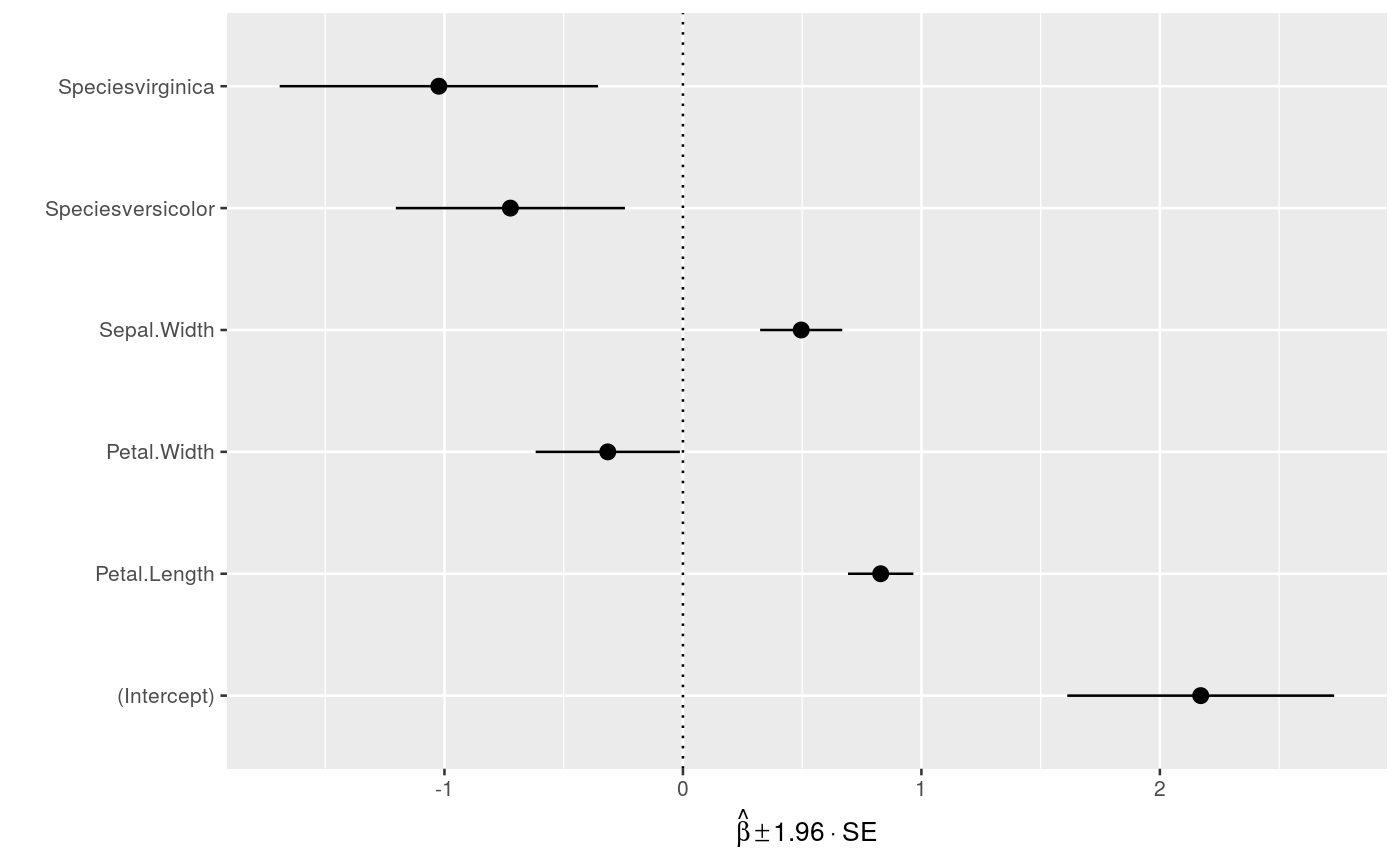 Speciesvirginica
Speciesversicolor
Sepal.Width
Petal.Width
Petal.Length
(Intercept)
-1 0 1 2
β̂ ± 1.96 · SE